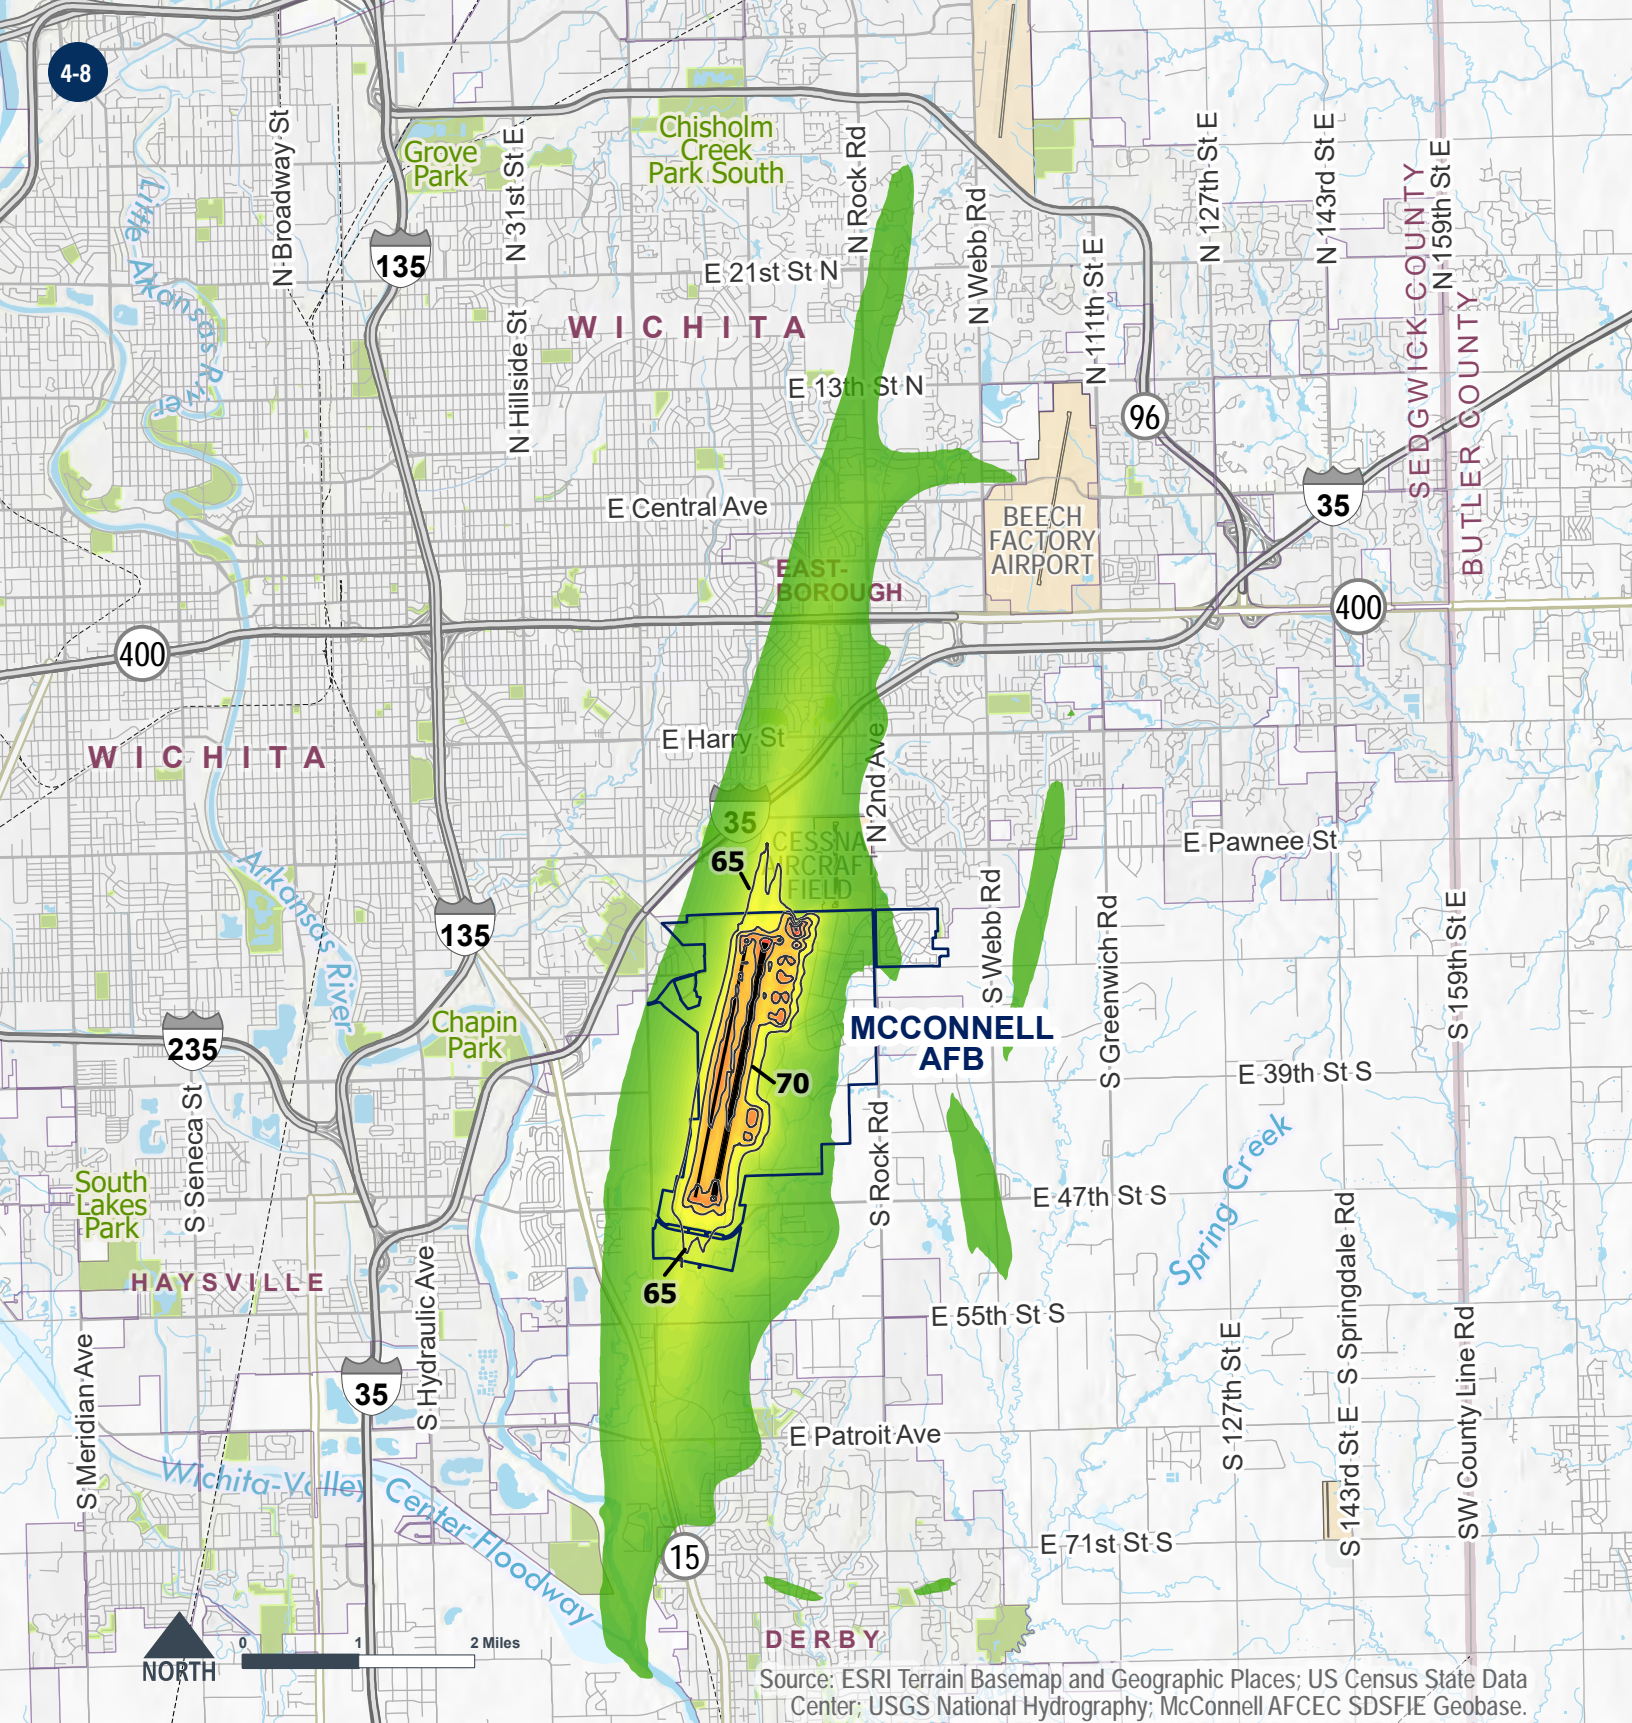 4-8
N Broadway St
Grove
Park
N 31st St E
Chisholm
Creek
Park South
N Rock Rd
N Webb Rd
N 127th St E
N 143rd St E
N 159th St E
SEDGWICK COUNTY
BUTLER COUNTY
Little Arkansas River
135
E 21st St N
N 111th St E
WICHITA
N Hillside St
E 13th St N
96
35
E Central Ave
BEECH
FACTORY
AIRPORT
EAST-
BOROUGH
400
400
E Harry St
WICHITA
N 2nd Ave
35
CESSNA
AIRCRAFT
FIELD
65
E Pawnee St
Arkansas River
135
S Webb Rd
S Greenwich Rd
S 159th St E
235
Chapin
Park
MCCONNELL
AFB
70
E 39th St S
S Seneca St
S Rock Rd
Spring Creek
South
Lakes
Park
E 47th St S
HAYSVILLE
65
S Hydraulic Ave
E 55th St S
S Springdale Rd
S 127th St E
SW County Line Rd
S Meridian Ave
35
E Patroit Ave
S 143rd St E
Wichita-Valley Center Floodway
15
E 71st St S
NORTH
0 1 2 Miles
DERBY
Source: ESRI Terrain Basemap and Geographic Places; US Census State Data
Center; USGS National Hydrography; McConnell AFCEC SDSFIE Geobase.